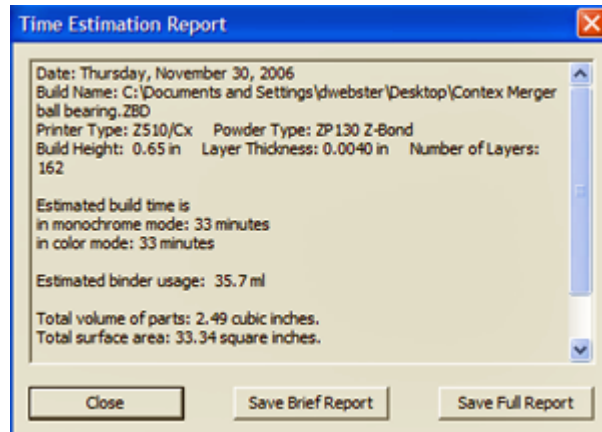 Time Estimation Report
Date: Thursday, November 30, 2006
Build Name: C:\Documents and Settings\dwebster\Desktop\Contex Merger
ball bearing.ZBD
Printer Type: Z510/Cx Powder Type: ZP130 Z-Bond
Build Height: 0.65 in Layer Thickness: 0.0040 in Number of Layers:
162
Estimated build time is
in monochrome mode: 33 minutes
in color mode: 33 minutes
Estimated binder usage: 35.7 ml
Total volume of parts: 2.49 cubic inches.
Total surface area: 33.34 square inches.
Close Save Brief Report Save Full Report